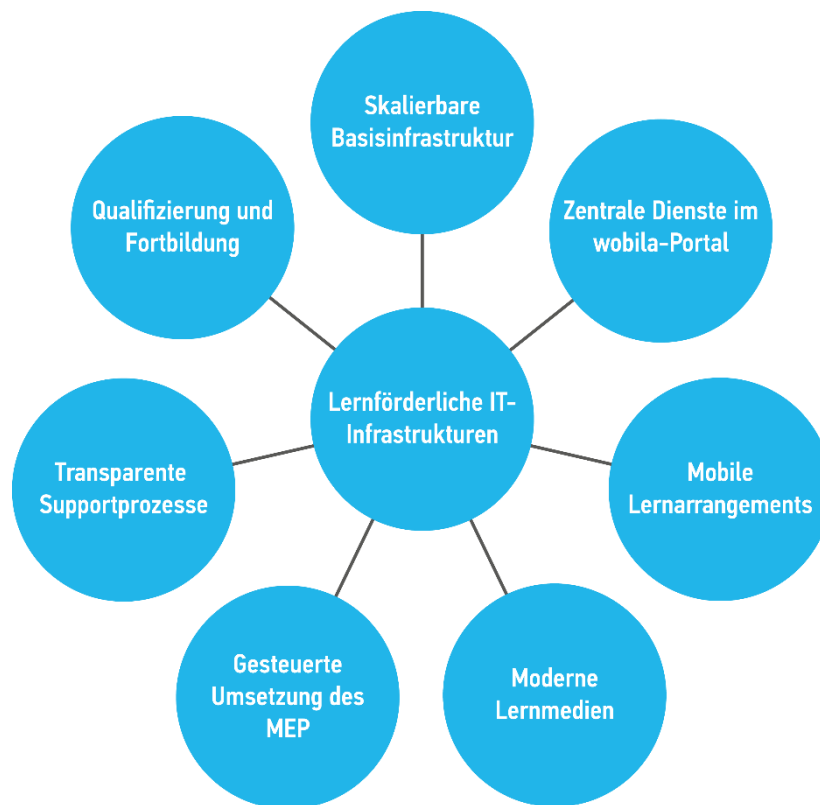 Skalierbare
Basisinfrastruktur
Zentrale Dienste im
wobila-Portal
Mobile
Lernarrangements
Moderne
Lernmedien
Gesteuerte
Umsetzung des
MEP
Transparente
Supportprozesse
Qualifizierung und
Fortbildung
Lernförderliche IT-
Infrastrukturen